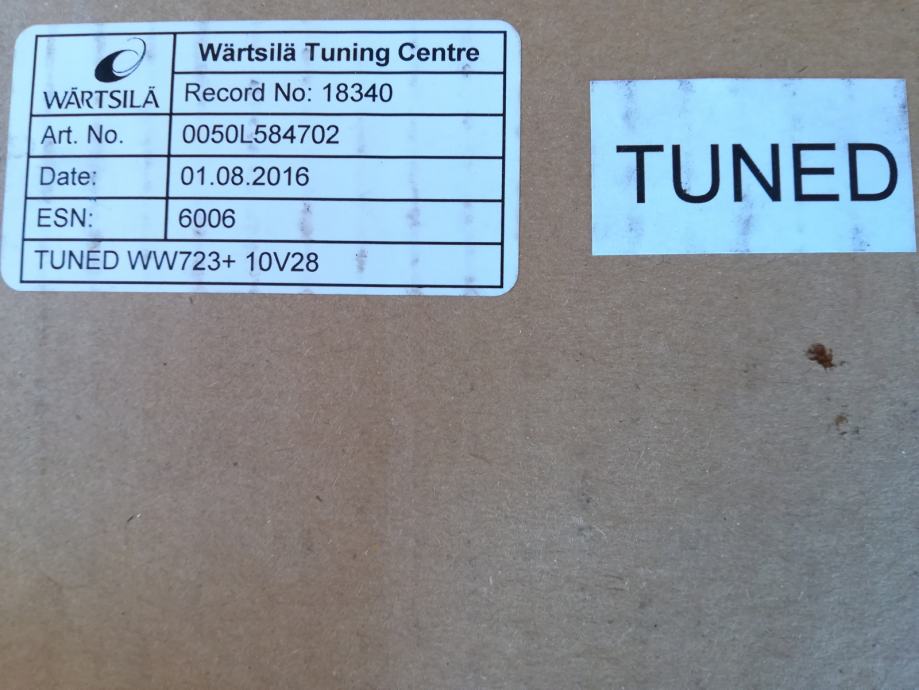 WÄRTSILÄ
Wärtsilä Tuning Centre
Record No: 18340
Art. No. 0050L584702
Date: 01.08.2016
ESN: 6006
TUNED WW723+ 10V28
TUNED